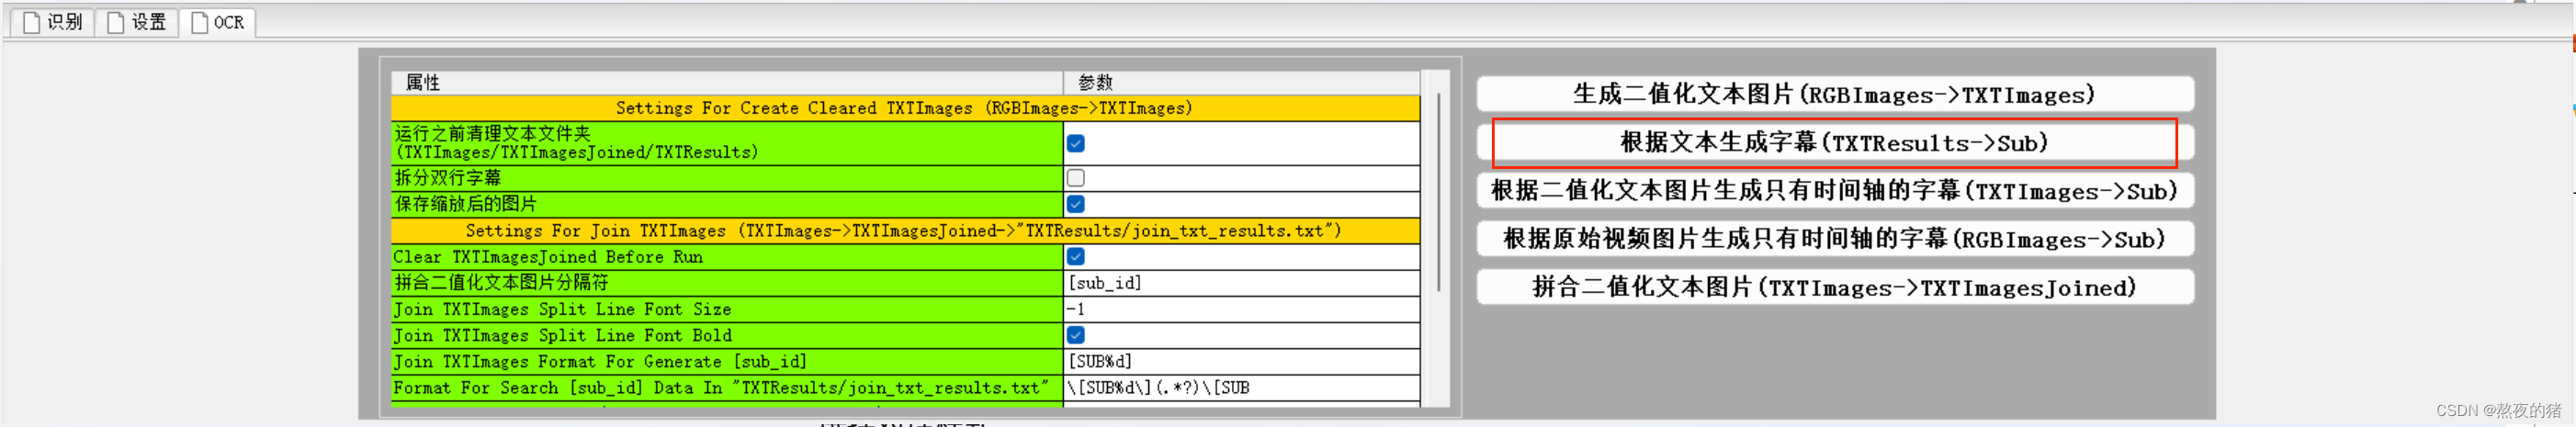 识别 设置 OCR
属性 参数
Settings For Create Cleared TXTImages (RGBImages->TXTImages)
运行之前清理文本文件夹
(TXTImages/TXTImagesJoined/TXTResults)
拆分双行字幕
保存缩放后的图片
Settings For Join TXTImages (TXTImages->TXTImagesJoined->"TXTResults/join_txt_results.txt")
Clear TXTImagesJoined Before Run
拼合二值化文本图片分隔符 [sub_id]
Join TXTImages Split Line Font Size -1
Join TXTImages Split Line Font Bold
Join TXTImages Format For Generate [sub_id] [SUB%d]
Format For Search [sub_id] Data In "TXTResults/join_txt_results.txt" \[SUB%d\](.*?)\[SUB
生成二值化文本图片(RGBImages->TXTImages)
根据文本生成字幕(TXTResults->Sub)
根据二值化文本图片生成只有时间轴的字幕(TXTImages->Sub)
根据原始视频图片生成只有时间轴的字幕(RGBImages->Sub)
拼合二值化文本图片(TXTImages->TXTImagesJoined)
CSDN @熬夜的猪